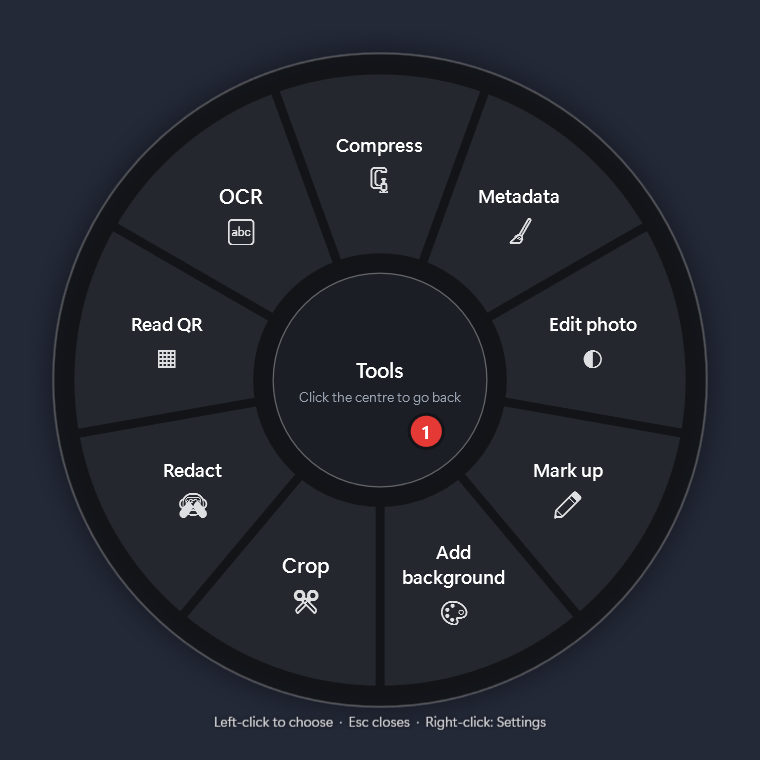 Compress
OCR
abc
Metadata
Read QR
Edit photo
Tools
Click the centre to go back
1
Redact
Mark up
Crop
Add
background
Left-click to choose · Esc closes · Right-click: Settings